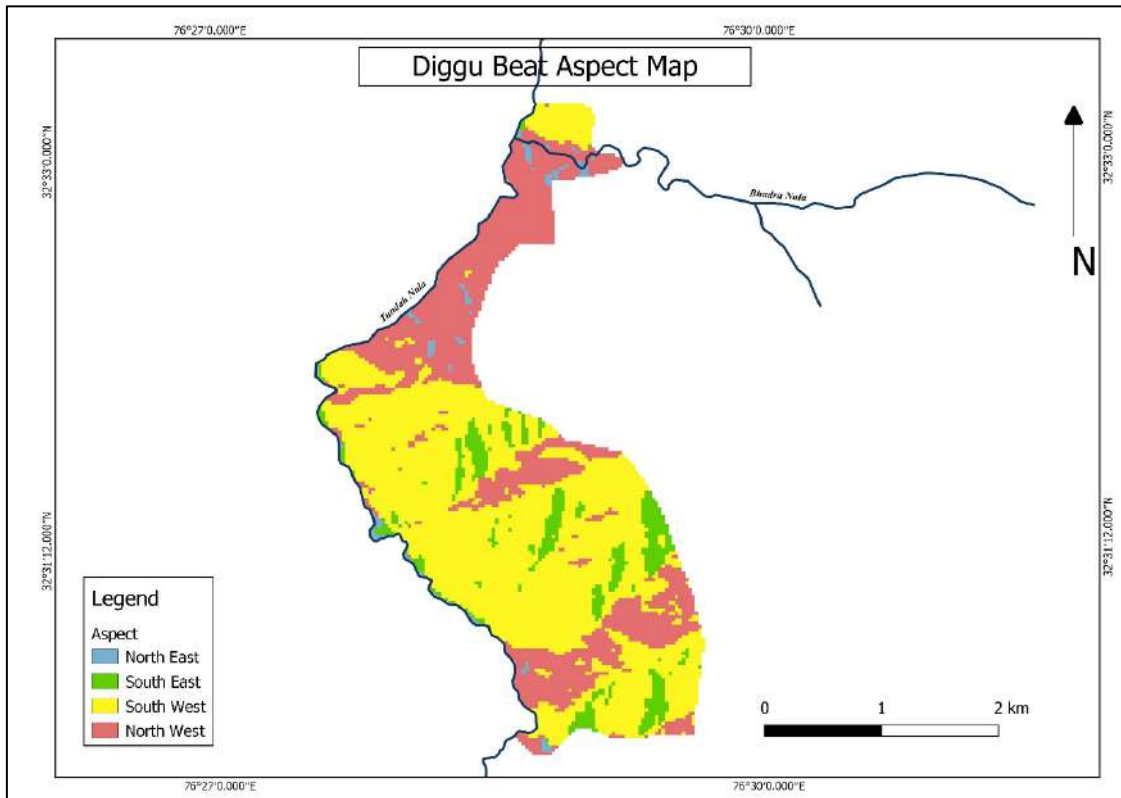 76°27'0.000"E
76°30'0.000"E
Diggu Beat Aspect Map
32°33'0.000"N
32°33'0.000"N
Bhadra Nala
N
Tundah Nala
32°31'12.000"N
32°31'12.000"N
Legend
Aspect
North East
South East
South West
North West
0 1 2 km
76°27'0.000"E
76°30'0.000"E